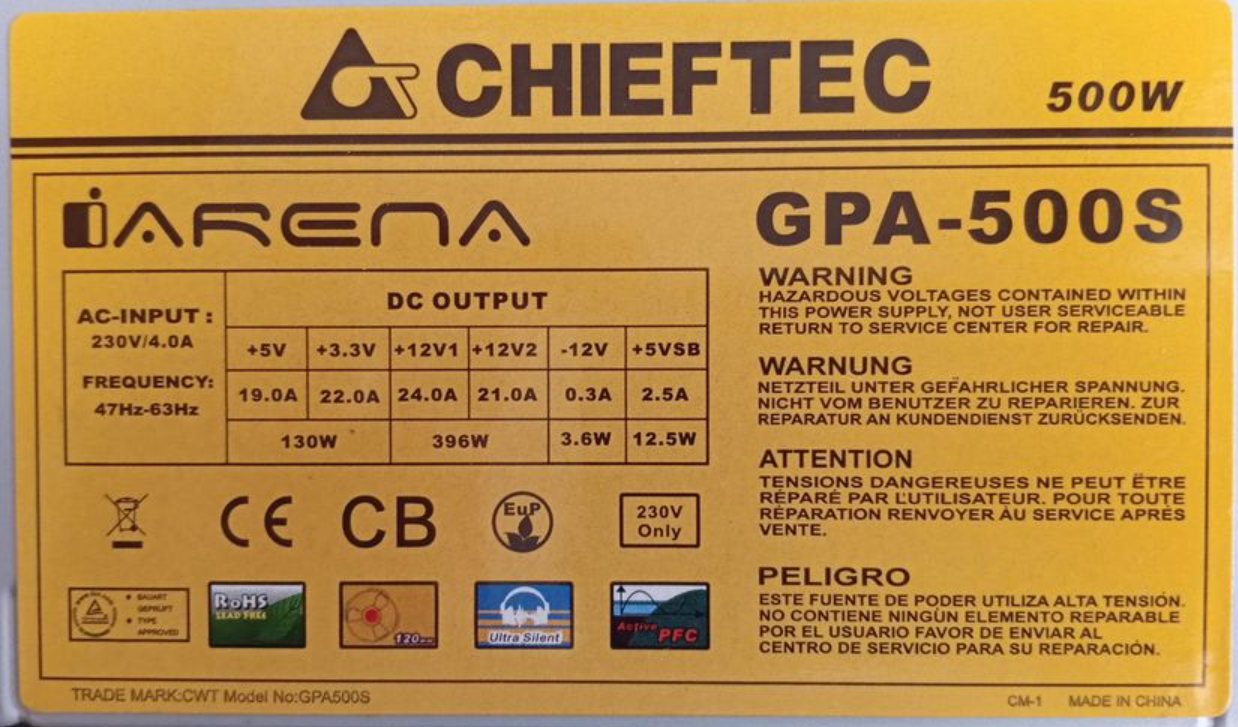 CHIEFTEC 500W
iARENA
GPA-500S
AC-INPUT :
230V/4.0A
FREQUENCY:
47Hz-63Hz
DC OUTPUT
+5V +3.3V +12V1 +12V2 -12V +5VSB
19.0A 22.0A 24.0A 21.0A 0.3A 2.5A
130W 396W 3.6W 12.5W
WARNING
HAZARDOUS VOLTAGES CONTAINED WITHIN
THIS POWER SUPPLY, NOT USER SERVICEABLE
RETURN TO SERVICE CENTER FOR REPAIR.
WARNUNG
NETZTEIL UNTER GEFÄHRLICHER SPANNUNG.
NICHT VOM BENUTZER ZU REPARIEREN. ZUR
REPARATUR AN KUNDENDIENST ZURÜCKSENDEN.
ATTENTION
TENSIONS DANGEREUSES NE PEUT ËTRE
RÉPARÉ PAR L'UTILISATEUR. POUR TOUTE
RÉPARATION RENVOYER ÀU SERVICE APRÉS
VENTE.
PELIGRO
ESTE FUENTE DE PODER UTILIZA ALTA TENSIÓN.
NO CONTIENE NINGÚN ELEMENTO REPARABLE
POR EL USUARIO FAVOR DE ENVIAR AL
CENTRO DE SERVICIO PARA SU REPARACIÓN.
CE CB EuP
230V
Only
BAUART
GEPRÜFT
TYPE
APPROVED
RoHS
LEAD FREE
120mm
Ultra Silent
Active
PFC
TRADE MARK:CWT Model No:GPA500S
CM-1 MADE IN CHINA